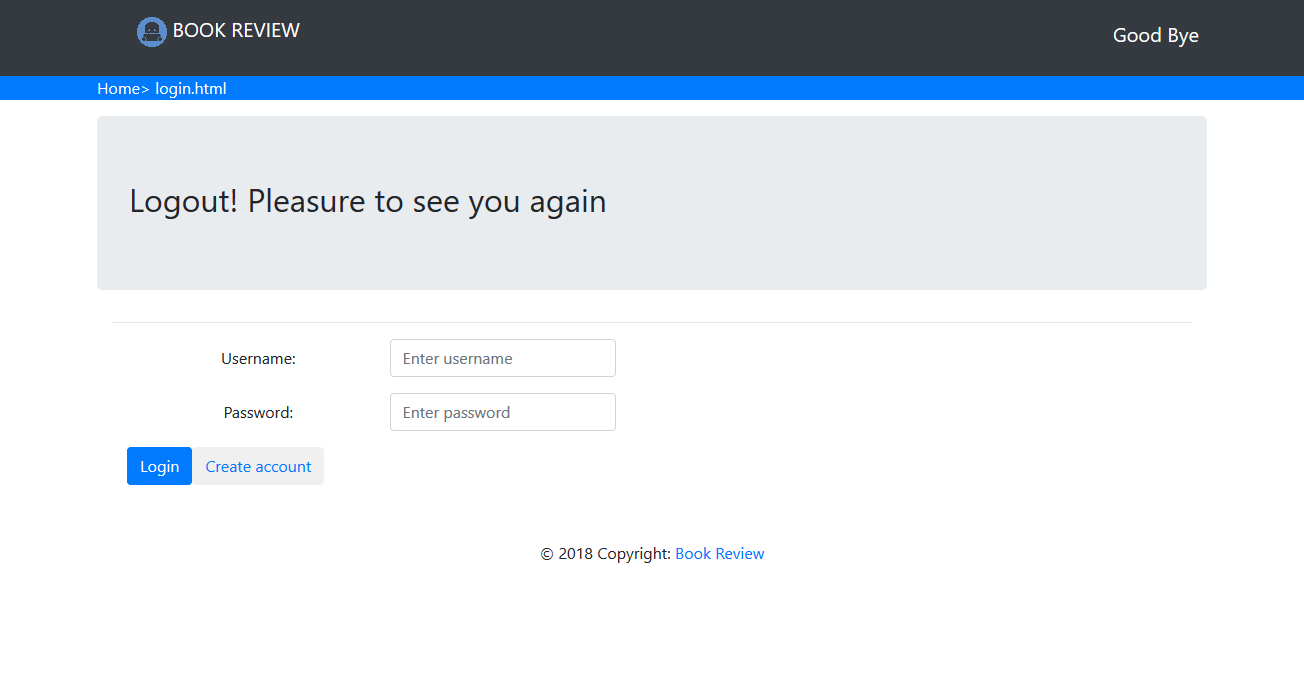 BOOK REVIEW
Good Bye
Home> login.html
Logout! Pleasure to see you again
Username:
Enter username
Password:
Enter password
Login
Create account
© 2018 Copyright: Book Review